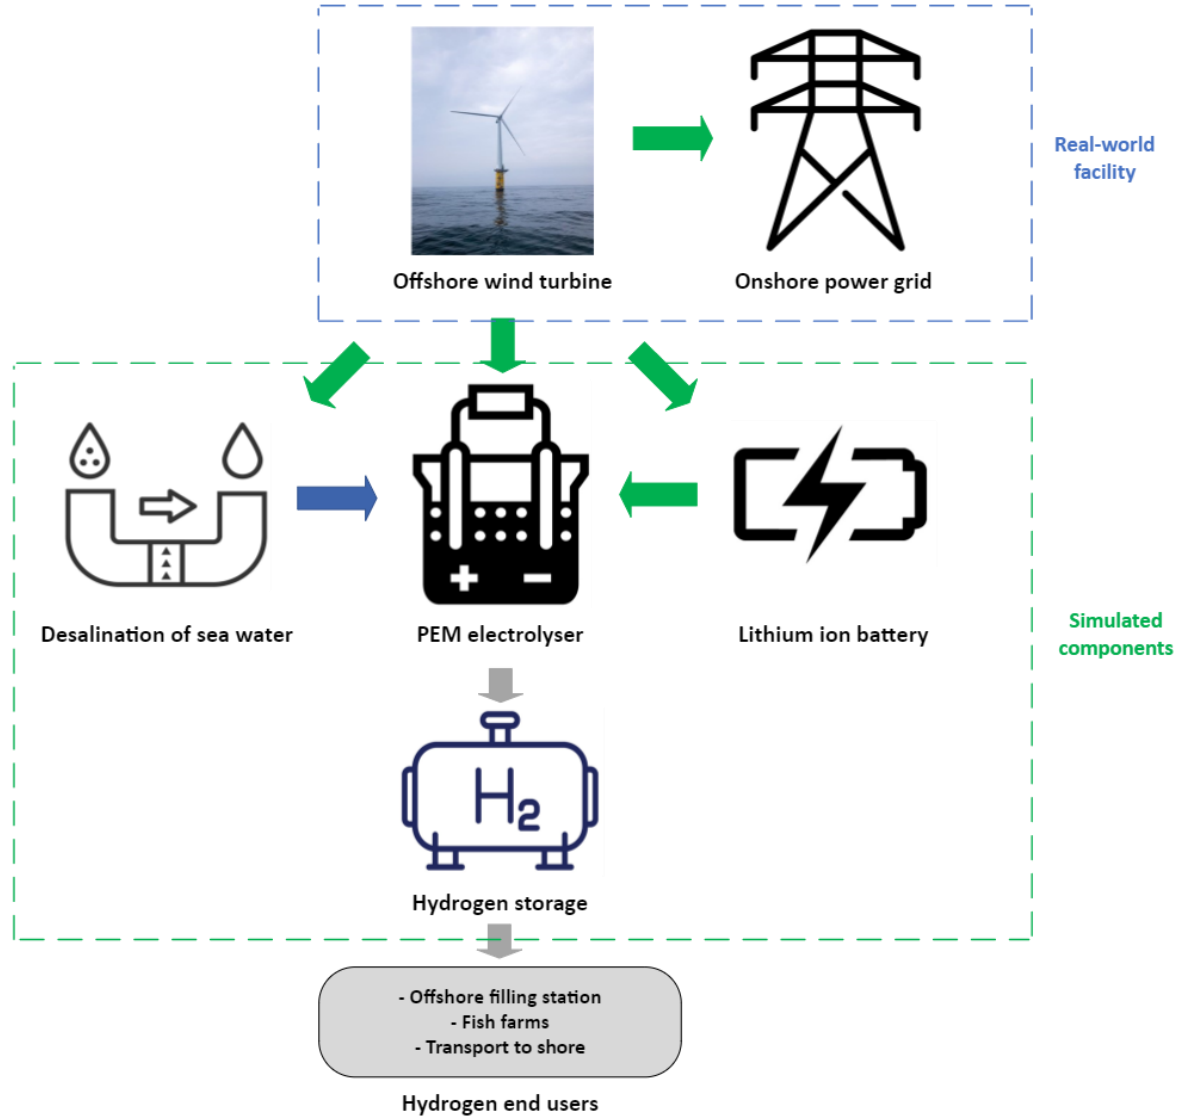 Real-world
facility
Offshore wind turbine
Onshore power grid
+ −
Desalination of sea water
PEM electrolyser
Lithium ion battery
Simulated
components
H₂
Hydrogen storage
- Offshore filling station
- Fish farms
- Transport to shore
Hydrogen end users